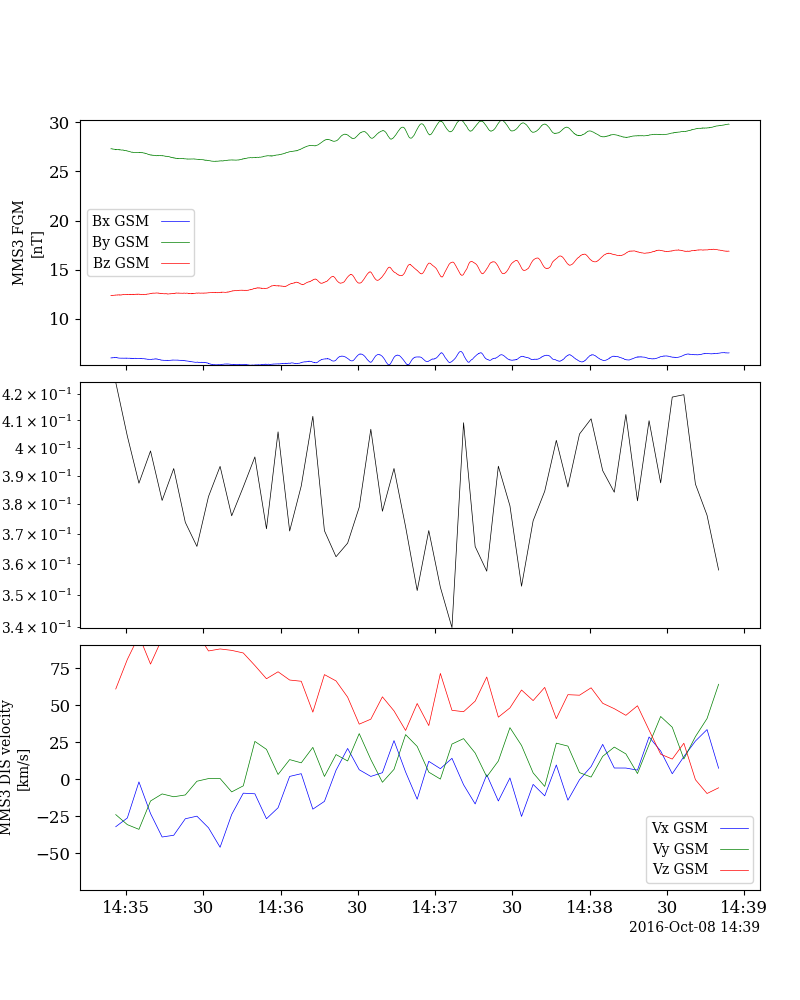 30
25
20
15
10
MMS3 FGM
[nT]
Bx GSM
By GSM
Bz GSM
4.2 × 10⁻¹
4.1 × 10⁻¹
4 × 10⁻¹
3.9 × 10⁻¹
3.8 × 10⁻¹
3.7 × 10⁻¹
3.6 × 10⁻¹
3.5 × 10⁻¹
3.4 × 10⁻¹
75
50
25
0
−25
−50
MMS3 DIS velocity
[km/s]
Vx GSM
Vy GSM
Vz GSM
14:35 30 14:36 30 14:37 30 14:38 30 14:39
2016-Oct-08 14:39